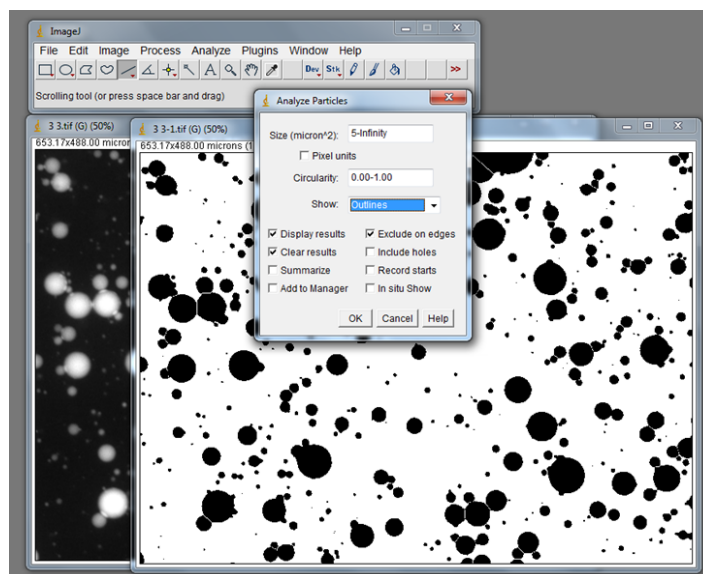 ImageJ
File Edit Image Process Analyze Plugins Window Help
Dev Stk >>
Scrolling tool (or press space bar and drag)
Analyze Particles
Size (micron^2): 5-Infinity
Pixel units
Circularity: 0.00-1.00
Show: Outlines
Display results Exclude on edges
Clear results Include holes
Summarize Record starts
Add to Manager In situ Show
OK Cancel Help
3 3.tif (G) (50%)
653.17x488.00 micror
3 3-1.tif (G) (50%)
653.17x488.00 microns (1